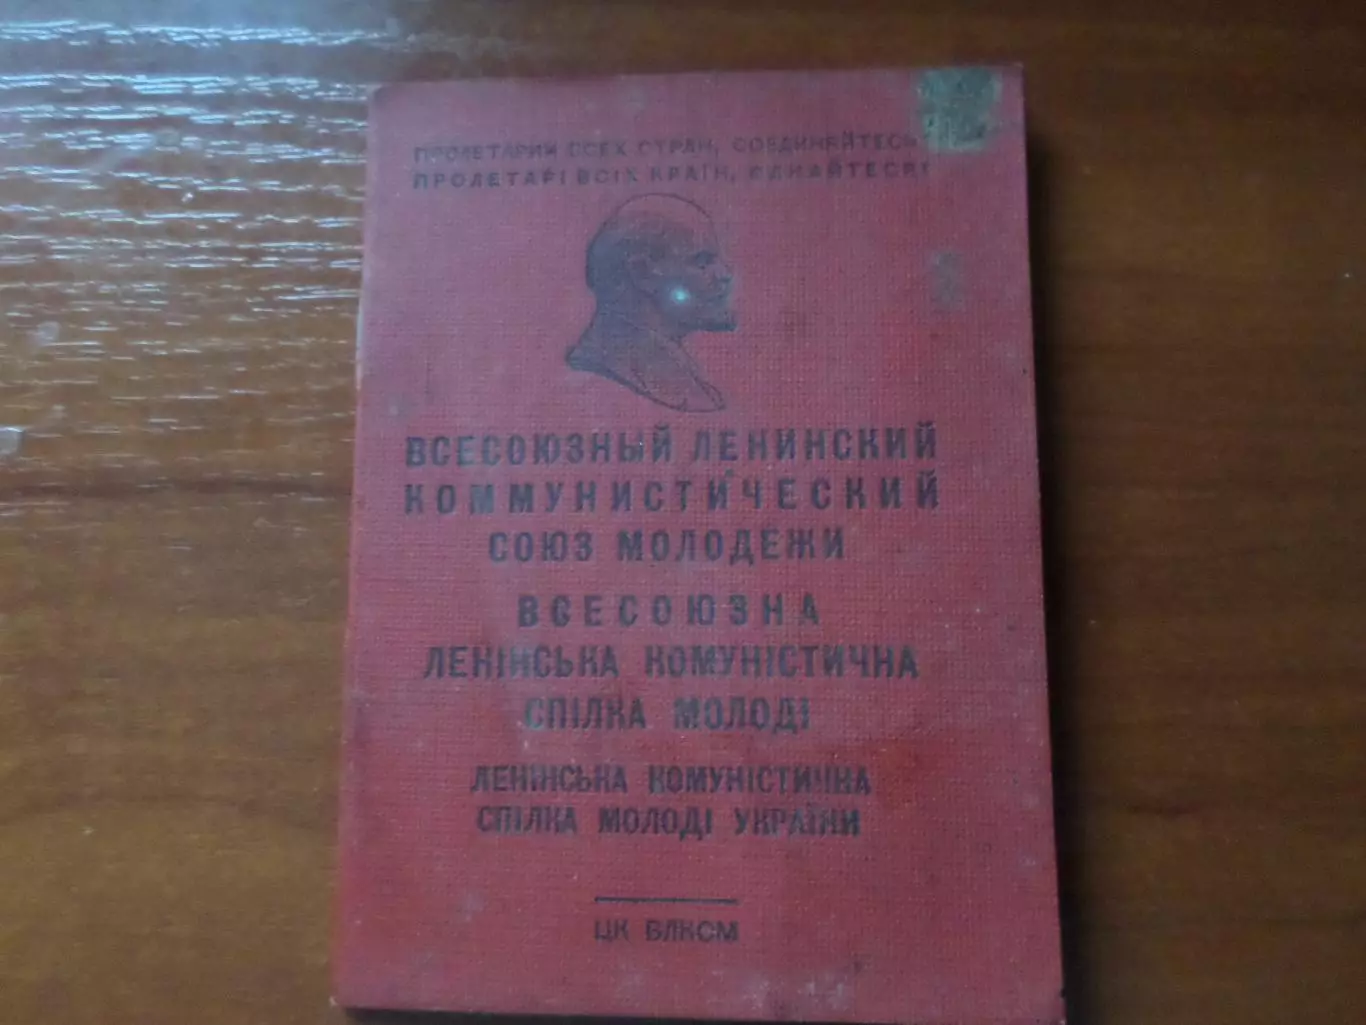 ПРОЛЕТАРИИ ВСЕХ СТРАН, СОЕДИНЯЙТЕСЬ
ПРОЛЕТАРІ ВСІХ КРАЇН, ЄДНАЙТЕСЯ!
ВСЕСОЮЗНЫЙ ЛЕНИНСКИЙ
КОММУНИСТИЧЕСКИЙ
СОЮЗ МОЛОДЕЖИ
ВСЕСОЮЗНА
ЛЕНІНСЬКА КОМУНІСТИЧНА
СПІЛКА МОЛОДІ
ЛЕНІНСЬКА КОМУНІСТИЧНА
СПІЛКА МОЛОДІ УКРАЇНИ
ЦК ВЛКСМ